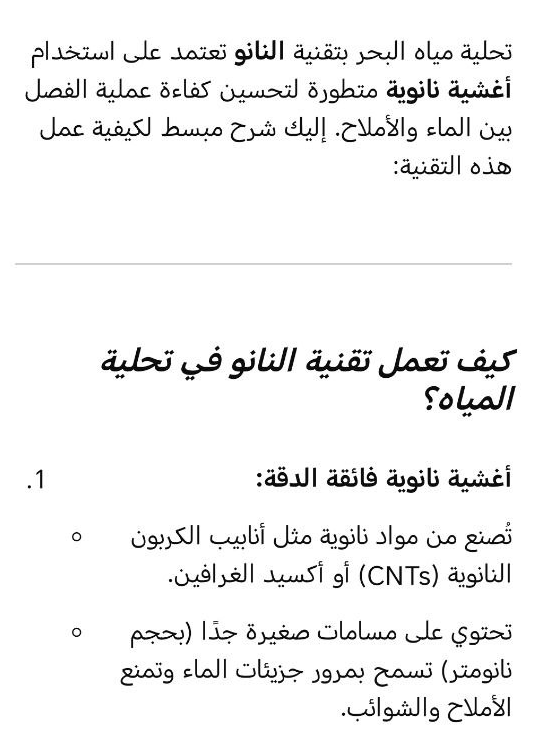 تحلية مياه البحر بتقنية النانو تعتمد على استخدام
أغشية نانوية متطورة لتحسين كفاءة عملية الفصل
بين الماء والأملاح. إليك شرح مبسط لكيفية عمل
هذه التقنية:
كيف تعمل تقنية النانو في تحلية
المياه؟
1. أغشية نانوية فائقة الدقة:
○ تُصنع من مواد نانوية مثل أنابيب الكربون
النانوية (CNTs) أو أكسيد الغرافين.
○ تحتوي على مسامات صغيرة جدًا (بحجم
نانومتر) تسمح بمرور جزيئات الماء وتمنع
الأملاح والشوائب.